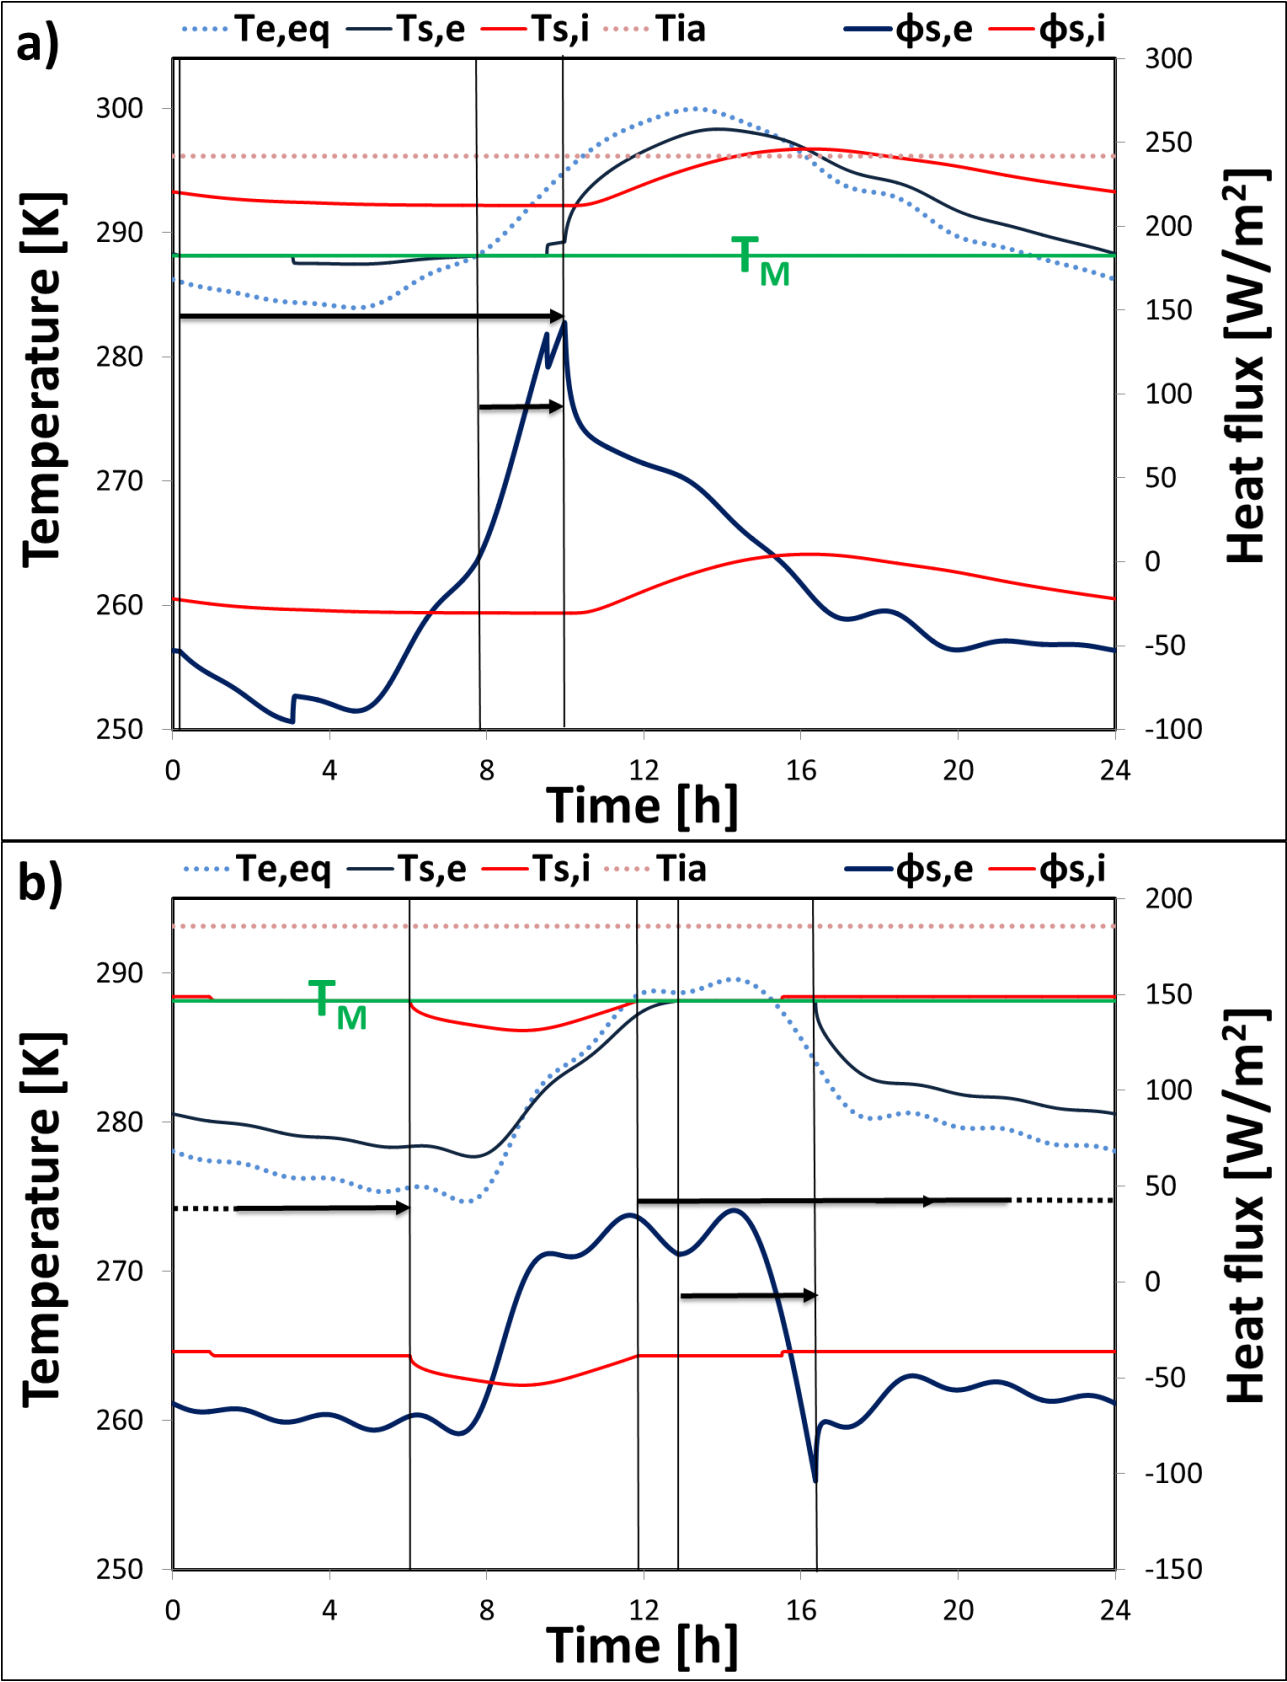 a)
Te,eq Ts,e Ts,i Tia ϕs,e ϕs,i
Temperature [K]
300
290
280
270
260
250
TM
Heat flux [W/m²]
300
250
200
150
100
50
0
-50
-100
0 4 8 12 16 20 24
Time [h]
b)
Te,eq Ts,e Ts,i Tia ϕs,e ϕs,i
Temperature [K]
290
280
270
260
250
TM
Heat flux [W/m²]
200
150
100
50
0
-50
-100
-150
0 4 8 12 16 20 24
Time [h]